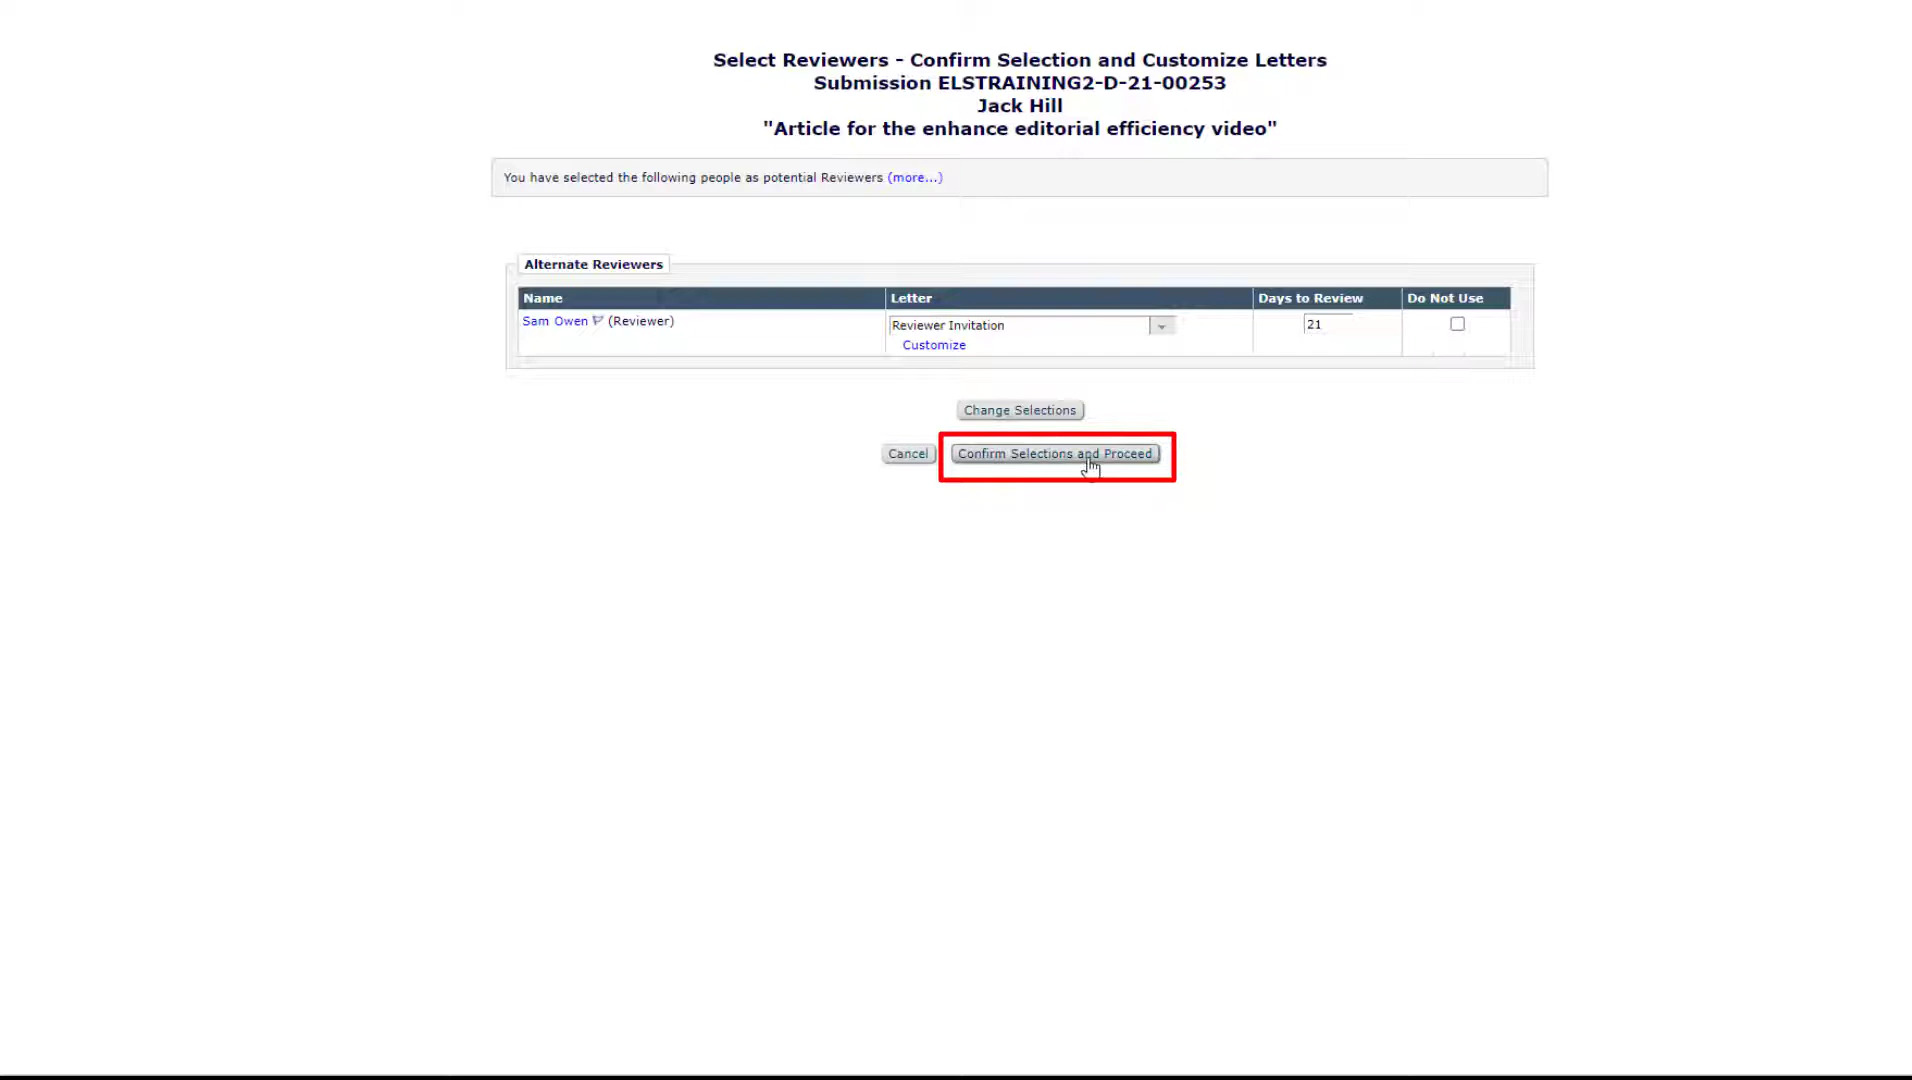 Select Reviewers - Confirm Selection and Customize Letters
Submission ELSTRAINING2-D-21-00253
Jack Hill
"Article for the enhance editorial efficiency video"
You have selected the following people as potential Reviewers (more...)
Alternate Reviewers
Name Letter Days to Review Do Not Use
Sam Owen (Reviewer) Reviewer Invitation 21
Customize
Change Selections
Cancel Confirm Selections and Proceed